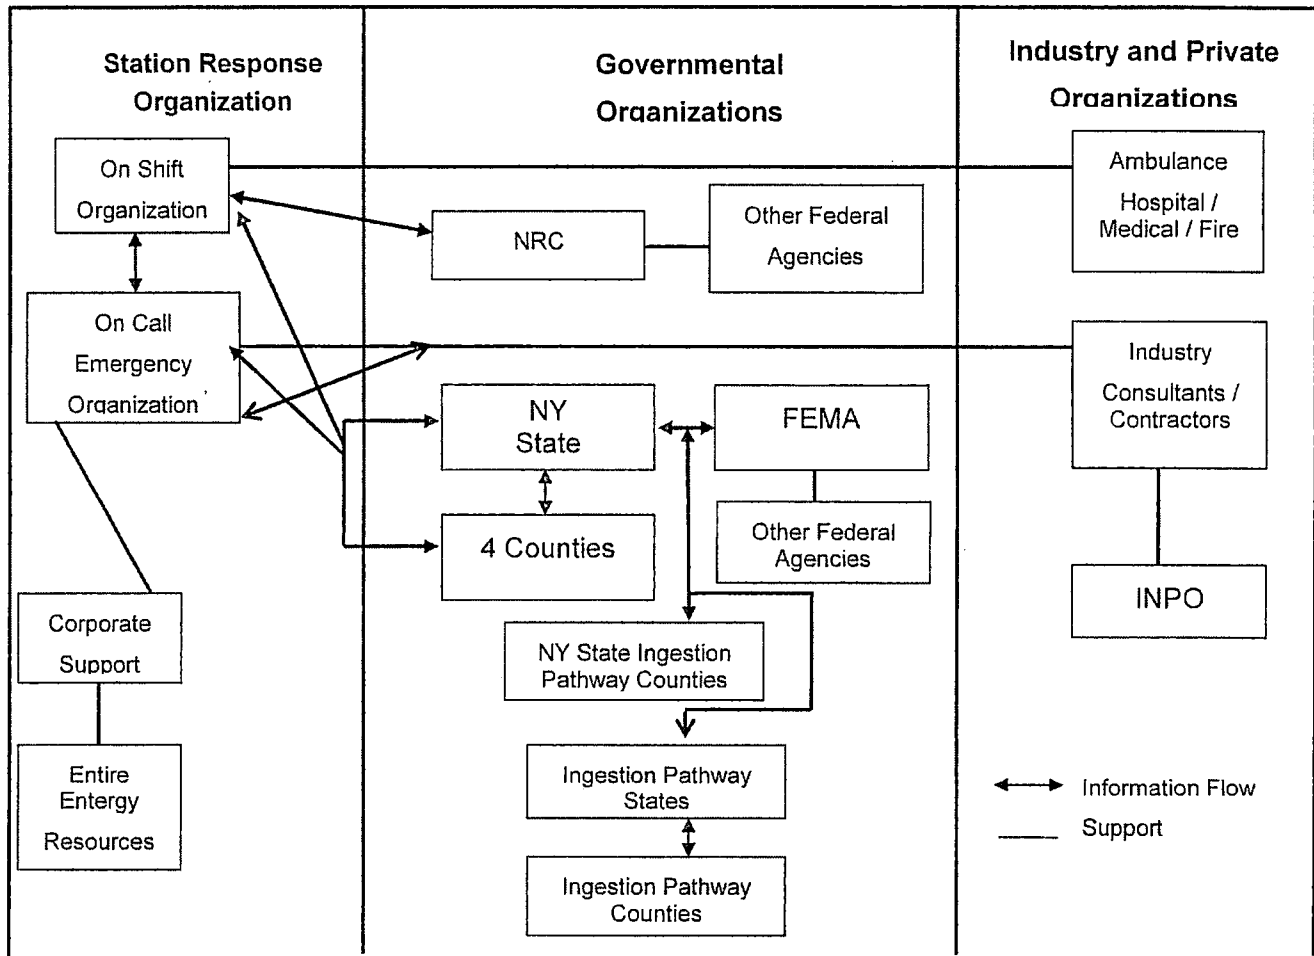 Station Response
Organization
On Shift
Organization
On Call
Emergency
Organization
Corporate
Support
Entire
Entergy
Resources
Governmental
Organizations
NRC
Other Federal
Agencies
NY
State
FEMA
4 Counties
Other Federal
Agencies
NY State Ingestion
Pathway Counties
Ingestion Pathway
States
Ingestion Pathway
Counties
Industry and Private
Organizations
Ambulance
Hospital /
Medical / Fire
Industry
Consultants /
Contractors
INPO
Information Flow
Support